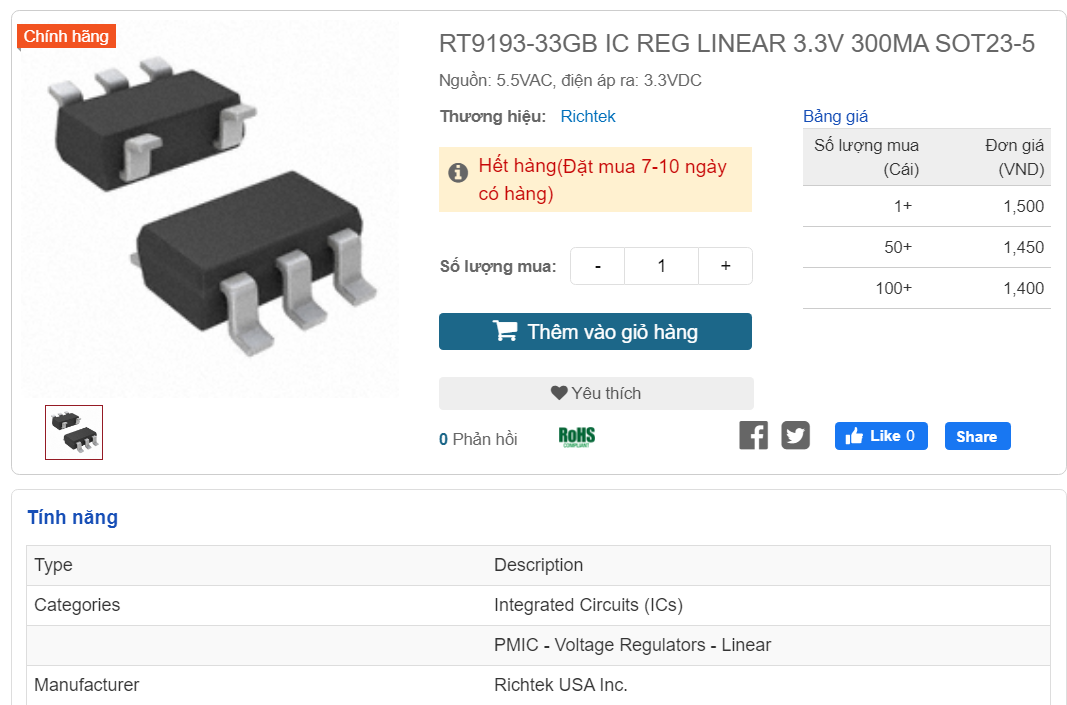 Chính hãng
RT9193-33GB IC REG LINEAR 3.3V 300MA SOT23-5
Nguồn: 5.5VAC, điện áp ra: 3.3VDC
Thương hiệu: Richtek
Hết hàng(Đặt mua 7-10 ngày
có hàng)
Số lượng mua: - 1 +
Thêm vào giỏ hàng
Yêu thích
0 Phản hồi
RoHS
COMPLIANT
Like 0
Share
Bảng giá
Số lượng mua Đơn giá
(Cái) (VND)
1+ 1,500
50+ 1,450
100+ 1,400
Tính năng
Type Description
Categories Integrated Circuits (ICs)
PMIC - Voltage Regulators - Linear
Manufacturer Richtek USA Inc.